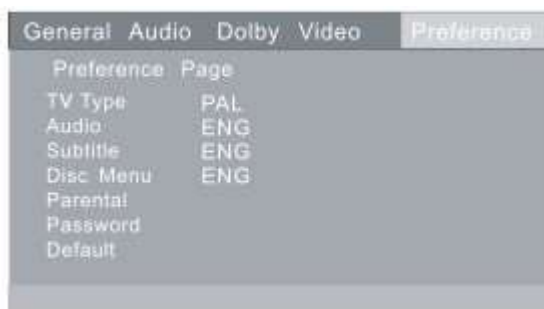 General Audio Dolby Video Preference
Preference Page
TV Type PAL
Audio ENG
Subtitle ENG
Disc Menu ENG
Parental
Password
Default